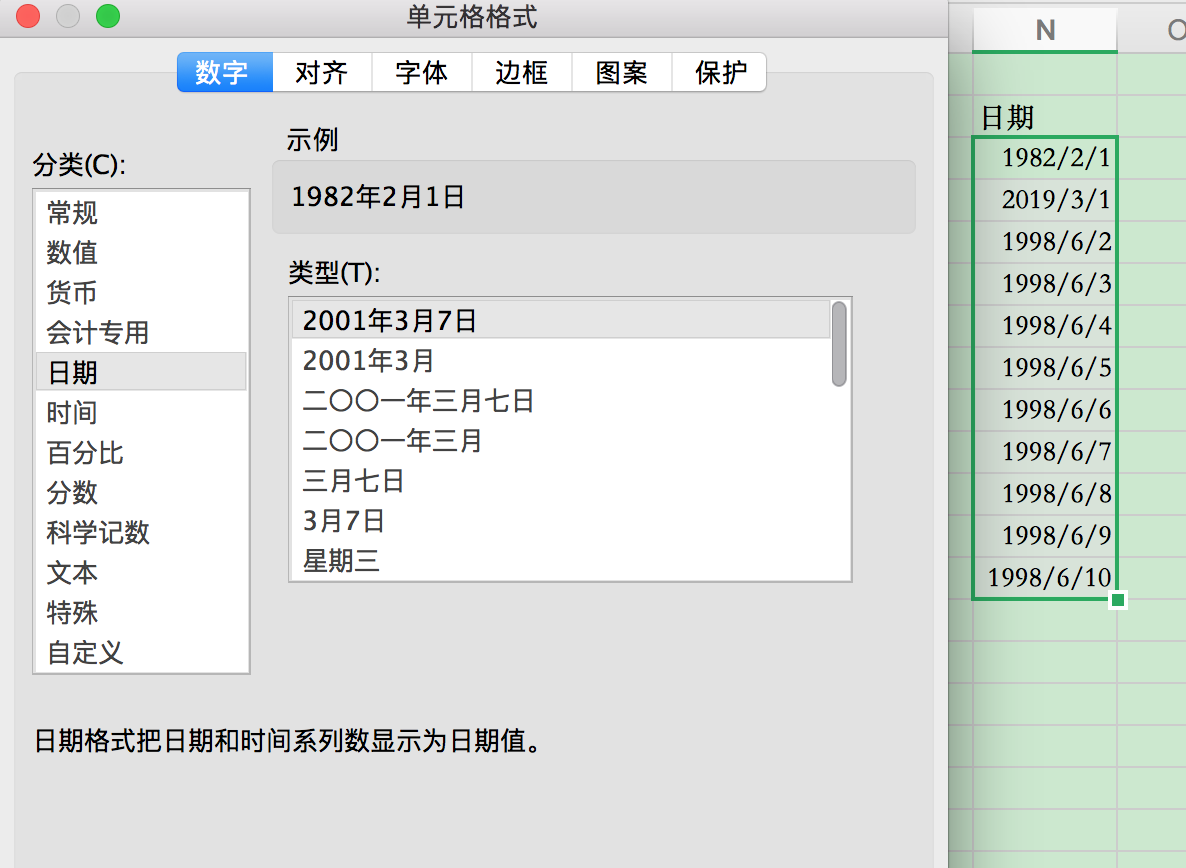 单元格格式
数字 对齐 字体 边框 图案 保护
分类(C):
常规
数值
货币
会计专用
日期
时间
百分比
分数
科学记数
文本
特殊
自定义
示例
1982年2月1日
类型(T):
2001年3月7日
2001年3月
二〇〇一年三月七日
二〇〇一年三月
三月七日
3月7日
星期三
日期格式把日期和时间系列数显示为日期值。
N
日期
1982/2/1
2019/3/1
1998/6/2
1998/6/3
1998/6/4
1998/6/5
1998/6/6
1998/6/7
1998/6/8
1998/6/9
1998/6/10